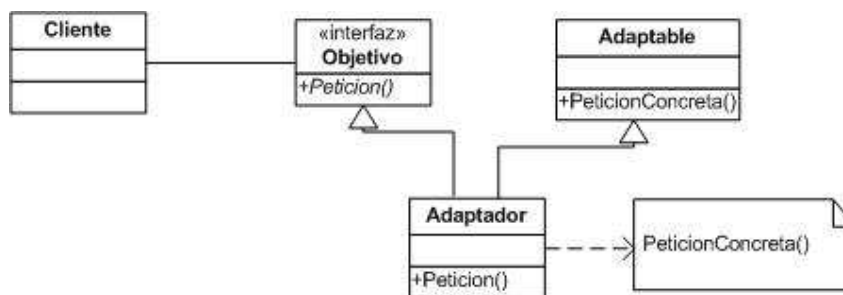 Cliente
«interfaz»
Objetivo
+Peticion()
Adaptable
+PeticionConcreta()
Adaptador
+Peticion()
PeticionConcreta()